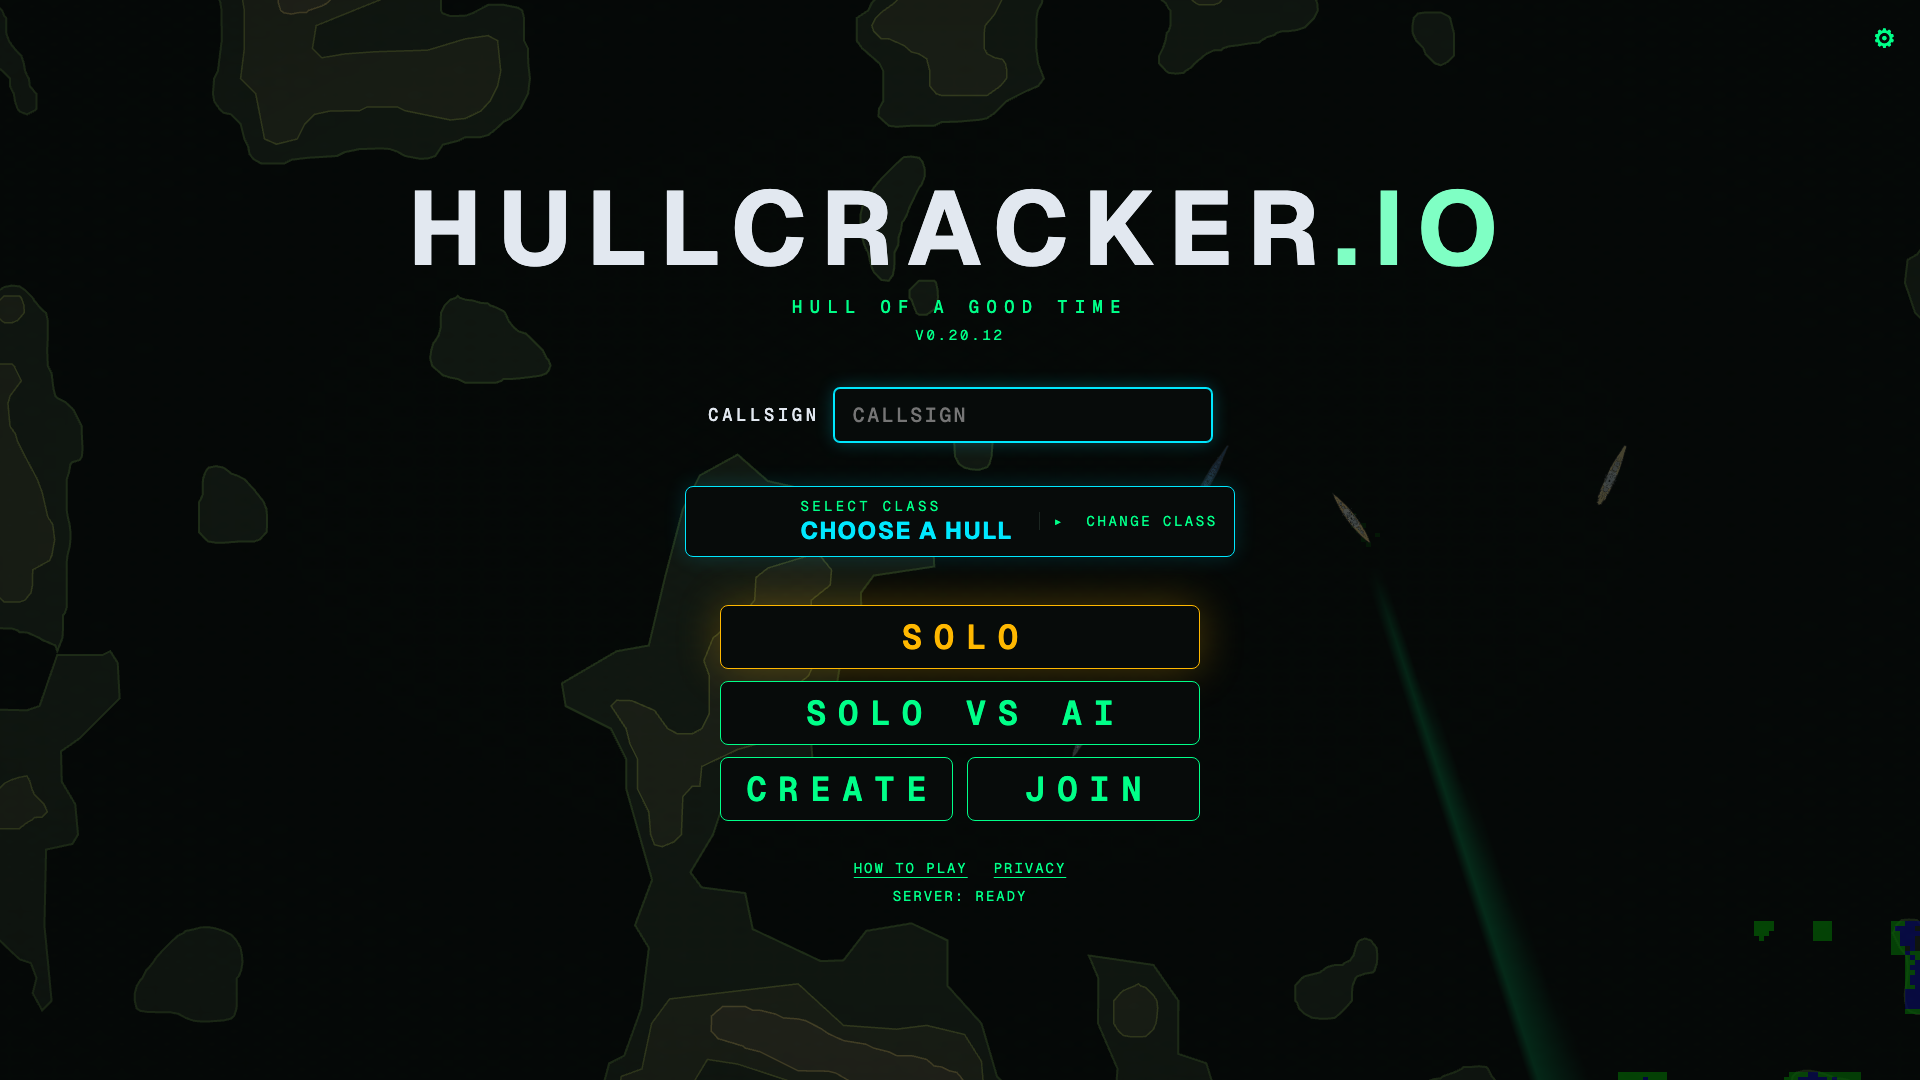 HULLCRACKER.IO
HULL OF A GOOD TIME
V0.20.12
CALLSIGN CALLSIGN
SELECT CLASS
CHOOSE A HULL
▸ CHANGE CLASS
SOLO
SOLO VS AI
CREATE JOIN
HOW TO PLAY PRIVACY
SERVER: READY